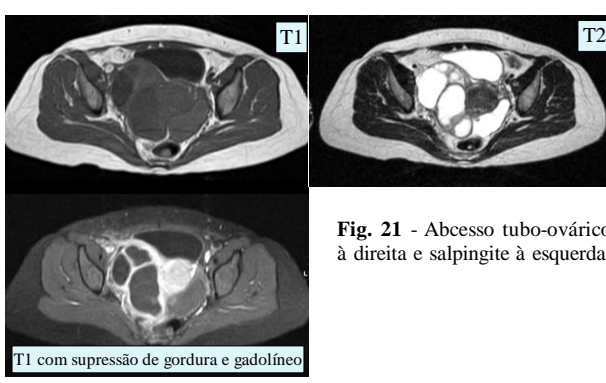 T1
T2
Fig. 21 - Abcesso tubo-ovárico
à direita e salpingite à esquerda
T1 com supressão de gordura e gadolíneo